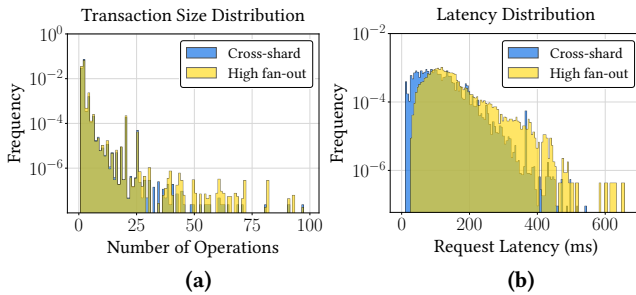 Transaction Size Distribution
Frequency
10^0
10^-2
10^-4
10^-6
Cross-shard
High fan-out
0 25 50 75 100
Number of Operations
(a)
Latency Distribution
Frequency
10^-2
10^-4
10^-6
Cross-shard
High fan-out
0 200 400 600
Request Latency (ms)
(b)